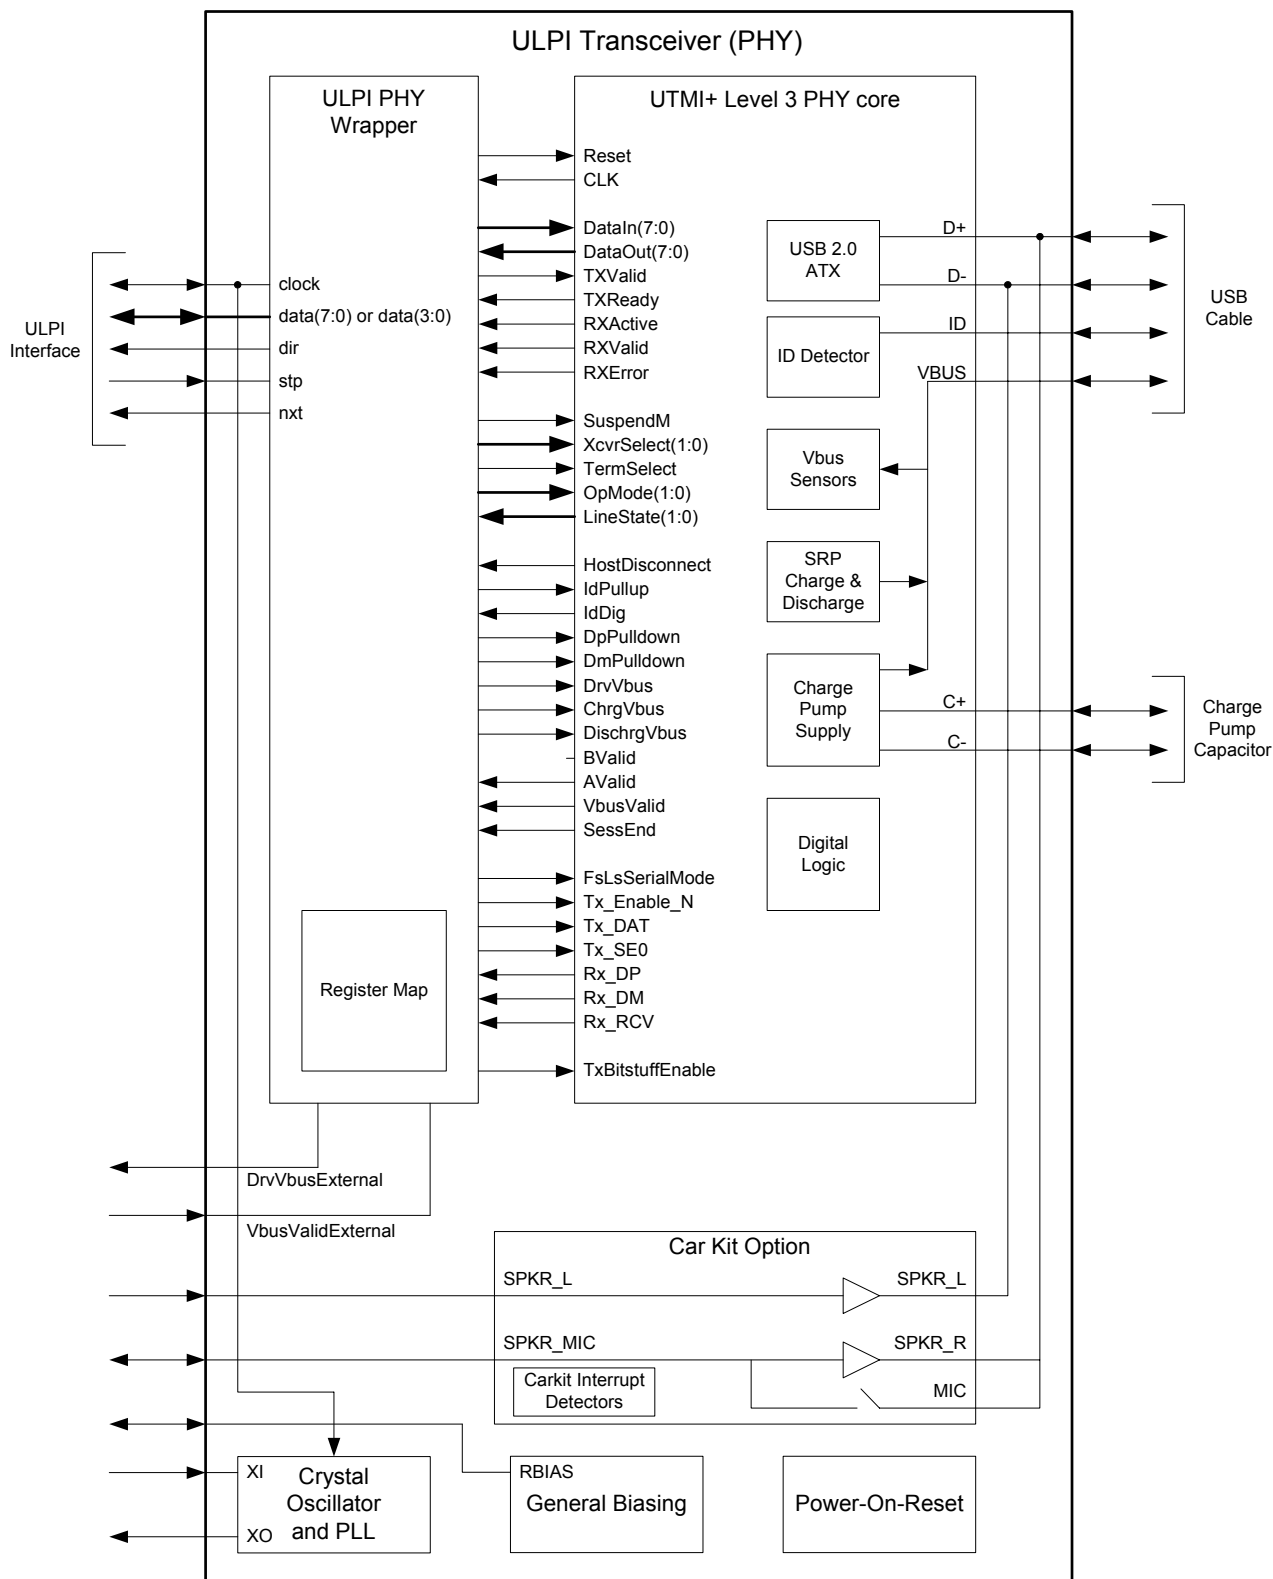 ULPI Transceiver (PHY)
ULPI PHY
Wrapper
UTMI+ Level 3 PHY core
Reset
CLK
DataIn(7:0)
DataOut(7:0)
TXValid
TXReady
RXActive
RXValid
RXError
SuspendM
XcvrSelect(1:0)
TermSelect
OpMode(1:0)
LineState(1:0)
HostDisconnect
IdPullup
IdDig
DpPulldown
DmPulldown
DrvVbus
ChrgVbus
DischrgVbus
BValid
AValid
VbusValid
SessEnd
FsLsSerialMode
Tx_Enable_N
Tx_DAT
Tx_SE0
Rx_DP
Rx_DM
Rx_RCV
TxBitstuffEnable
ULPI
Interface
clock
data(7:0) or data(3:0)
dir
stp
nxt
Register Map
USB 2.0
ATX
ID Detector
Vbus
Sensors
SRP
Charge &
Discharge
Charge
Pump
Supply
Digital
Logic
D+
D-
ID
VBUS
C+
C-
USB
Cable
Charge
Pump
Capacitor
DrvVbusExternal
VbusValidExternal
Car Kit Option
SPKR_L
SPKR_L
SPKR_MIC
SPKR_R
Carkit Interrupt
Detectors
MIC
XI
XO
Crystal
Oscillator
and PLL
RBIAS
General Biasing
Power-On-Reset